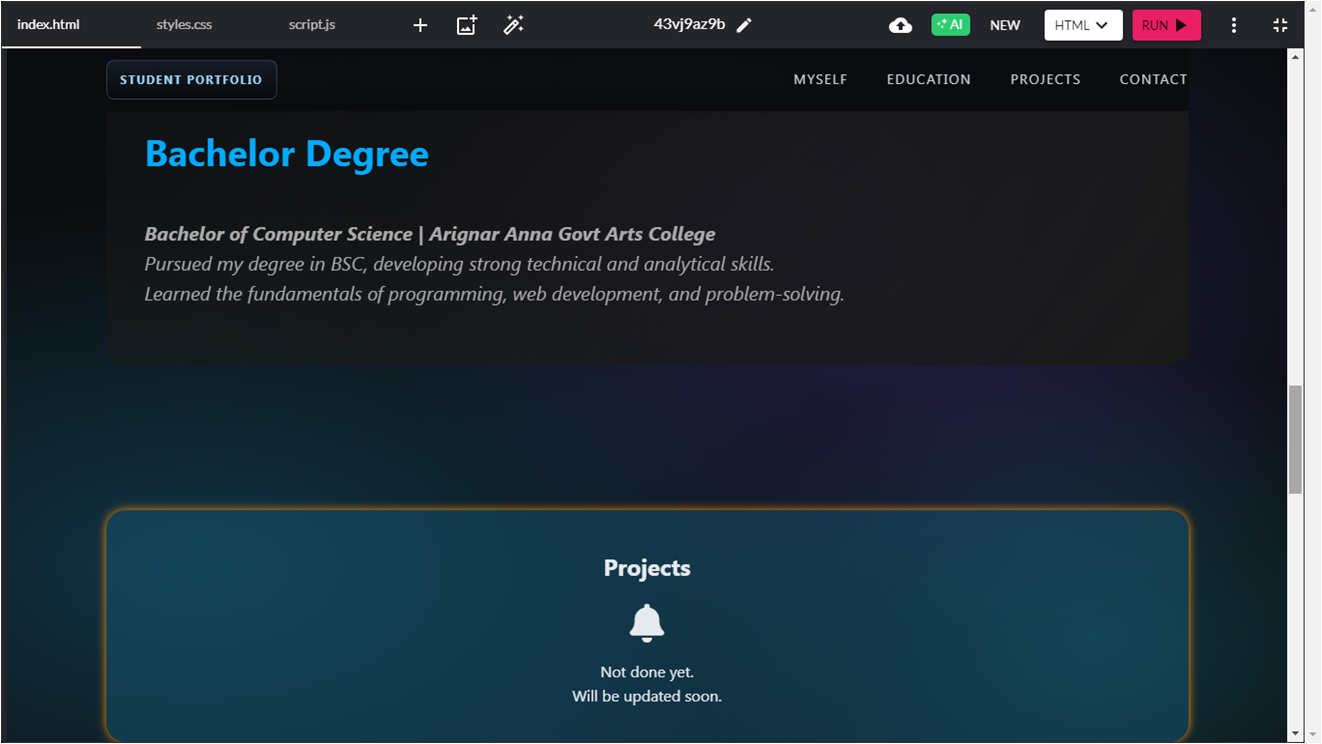 index.html styles.css script.js 43vj9az9b AI NEW HTML RUN
STUDENT PORTFOLIO MYSELF EDUCATION PROJECTS CONTACT
Bachelor Degree
Bachelor of Computer Science | Arignar Anna Govt Arts College
Pursued my degree in BSC, developing strong technical and analytical skills.
Learned the fundamentals of programming, web development, and problem-solving.
Projects
Not done yet.
Will be updated soon.